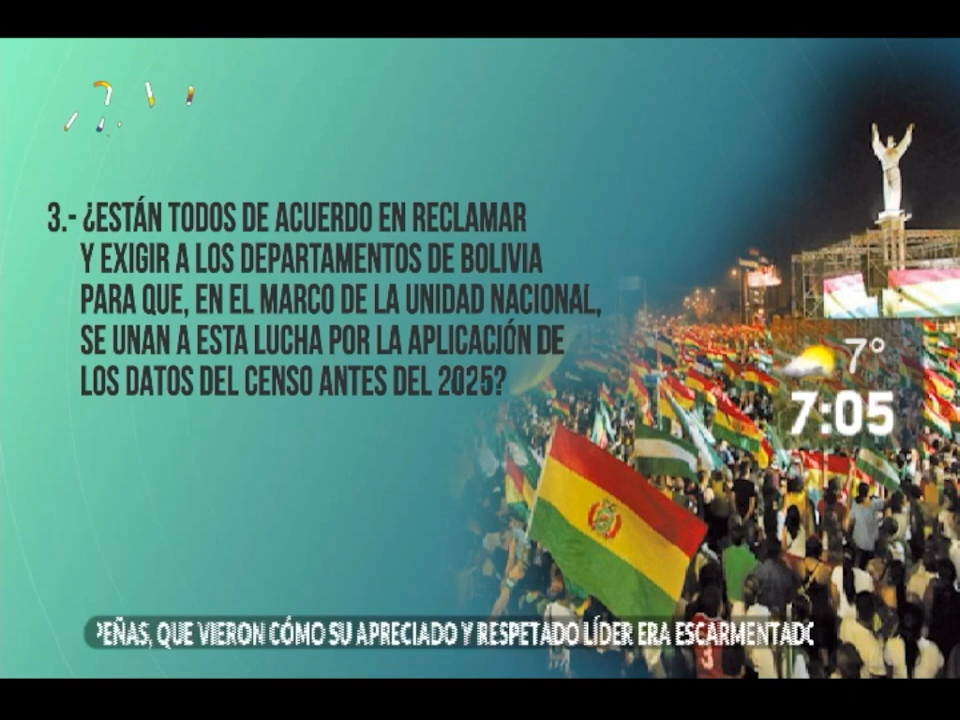 3.- ¿ESTÁN TODOS DE ACUERDO EN RECLAMAR
Y EXIGIR A LOS DEPARTAMENTOS DE BOLIVIA
PARA QUE, EN EL MARCO DE LA UNIDAD NACIONAL,
SE UNAN A ESTA LUCHA POR LA APLICACIÓN DE
LOS DATOS DEL CENSO ANTES DEL 2025?
7°
7:05
PEÑAS, QUE VIERON CÓMO SU APRECIADO Y RESPETADO LÍDER ERA ESCARMENTADO